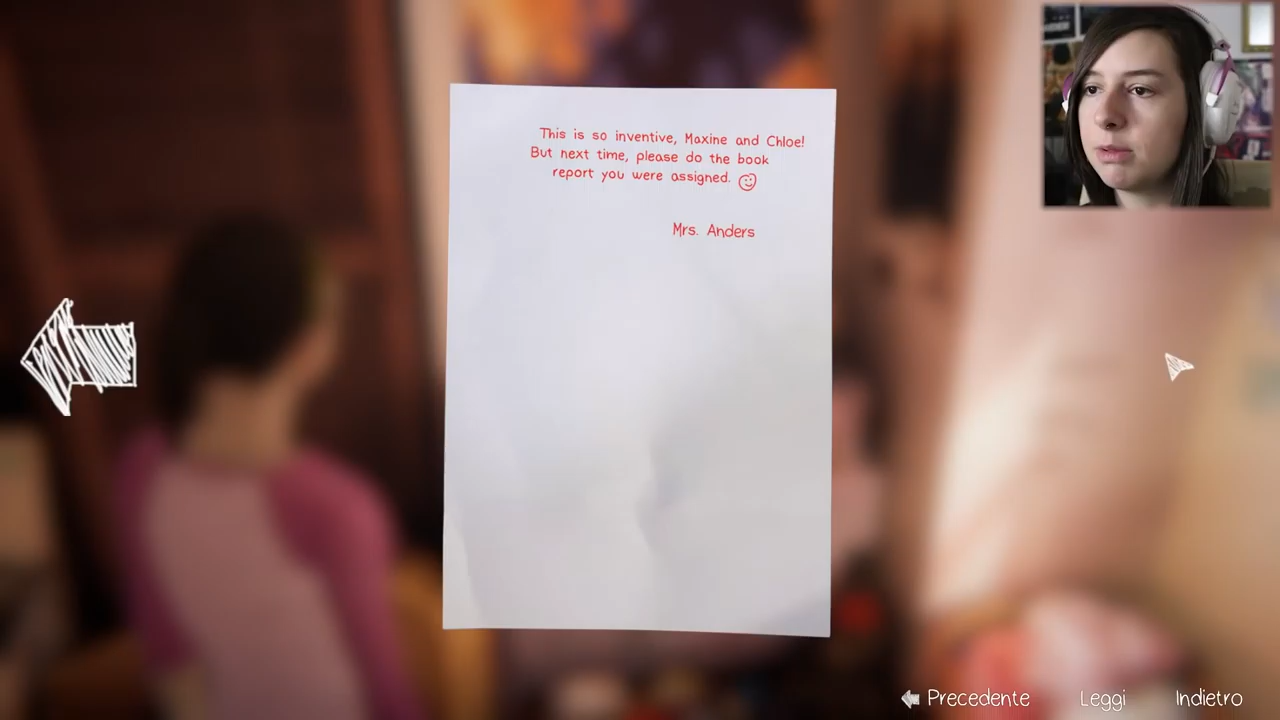 This is so inventive, Maxine and Chloe!
But next time, please do the book
report you were assigned.
Mrs. Anders
Precedente
Leggi
Indietro